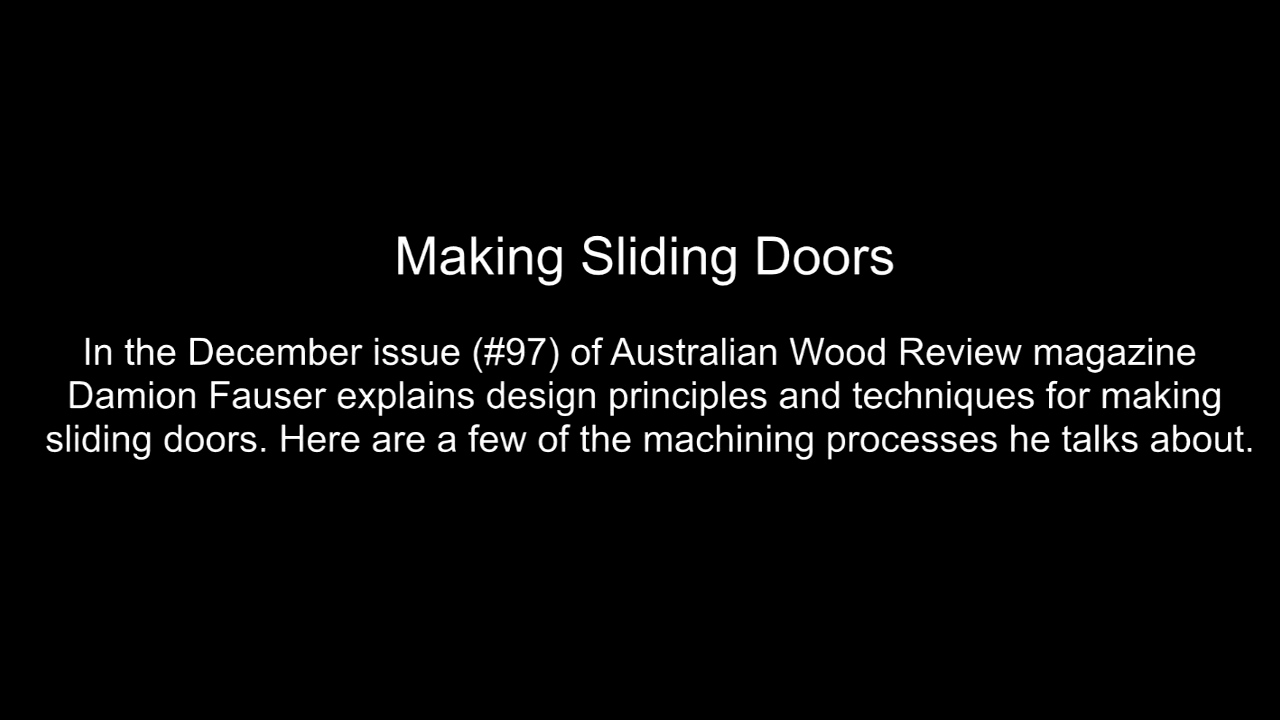 Making Sliding Doors
In the December issue (#97) of Australian Wood Review magazine
Damion Fauser explains design principles and techniques for making
sliding doors. Here are a few of the machining processes he talks about.